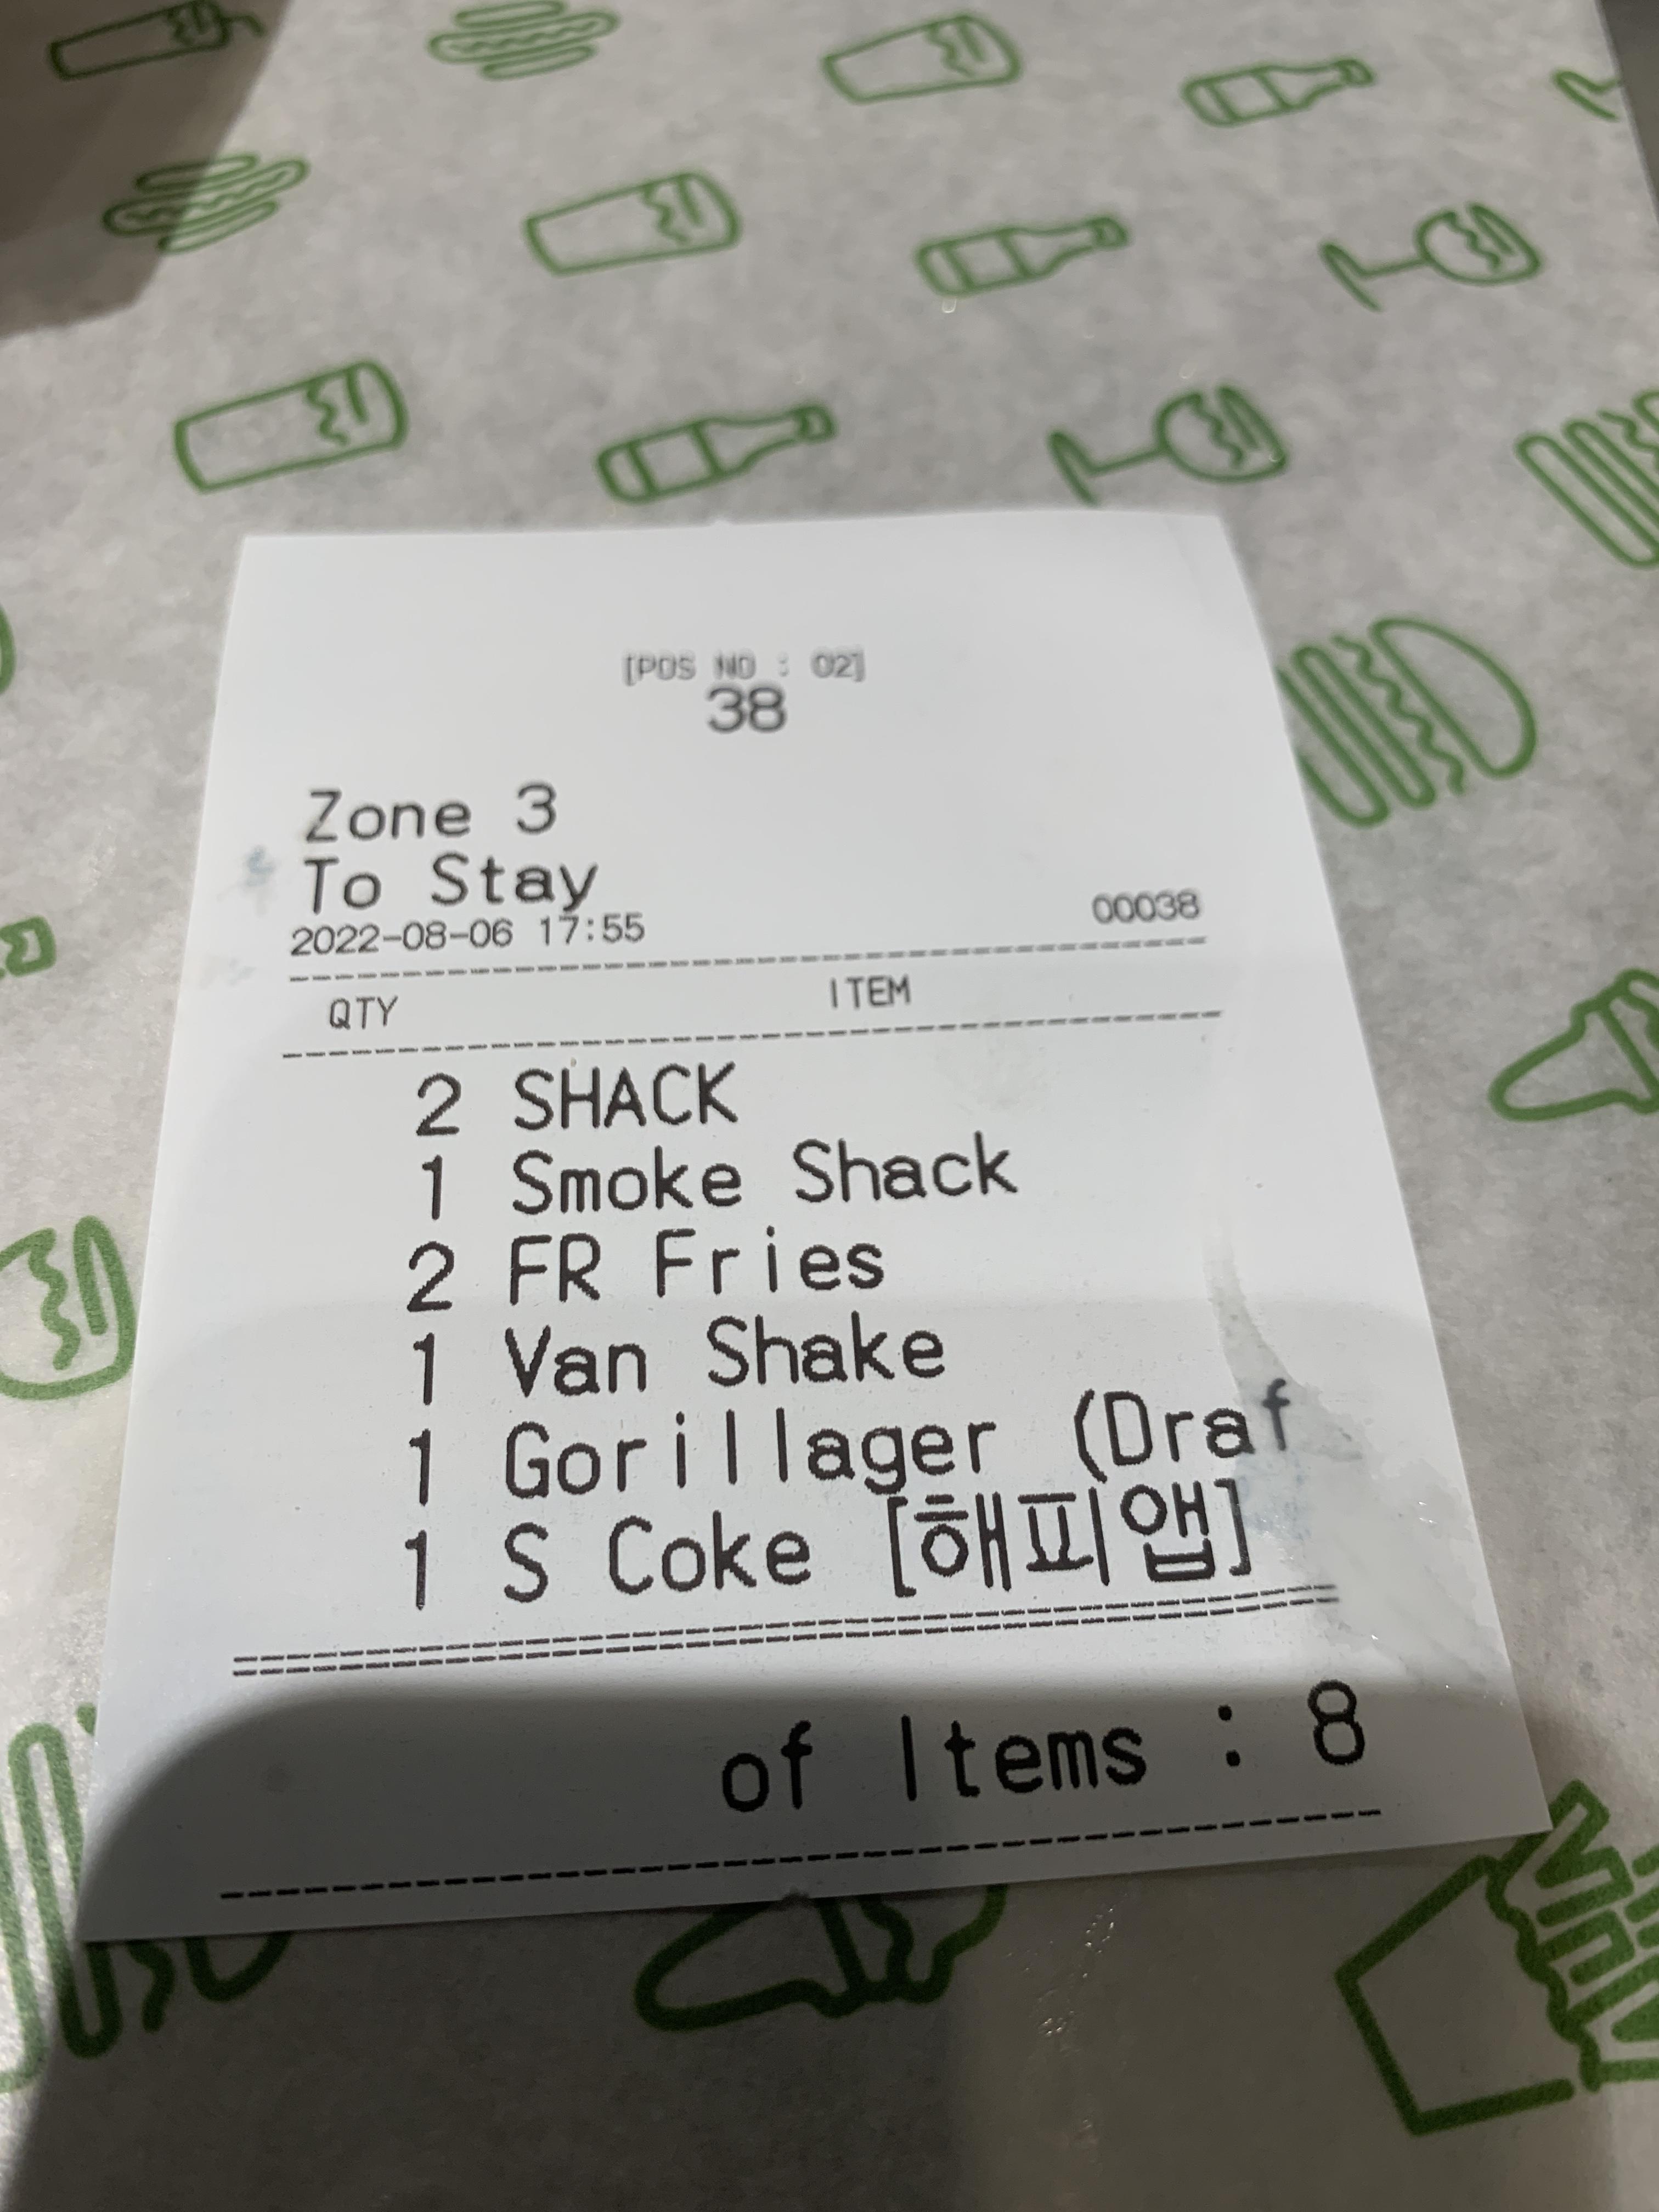 [POS NO : 02]
38
Zone 3
To Stay
2022-08-06 17:55 00038
QTY ITEM
2 SHACK
1 Smoke Shack
2 FR Fries
1 Van Shake
1 Gorillager (Draf
1 S Coke [해피앱]
of Items : 8